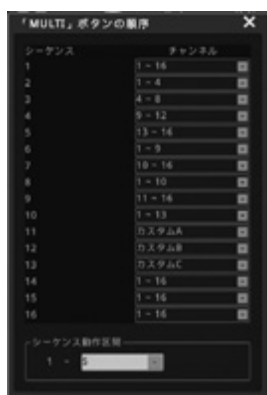 「MULTI」ボタンの順序 ×
シーケンス チャンネル
1 1 ~ 16
2 1 ~ 4
3 4 ~ 8
4 9 ~ 12
5 13 ~ 16
6 1 ~ 9
7 10 ~ 16
8 1 ~ 10
9 11 ~ 16
10 1 ~ 13
11 カスタムA
12 カスタムB
13 カスタムC
14 1 ~ 16
15 1 ~ 16
16 1 ~ 16
シーケンス動作区間
1 - 5